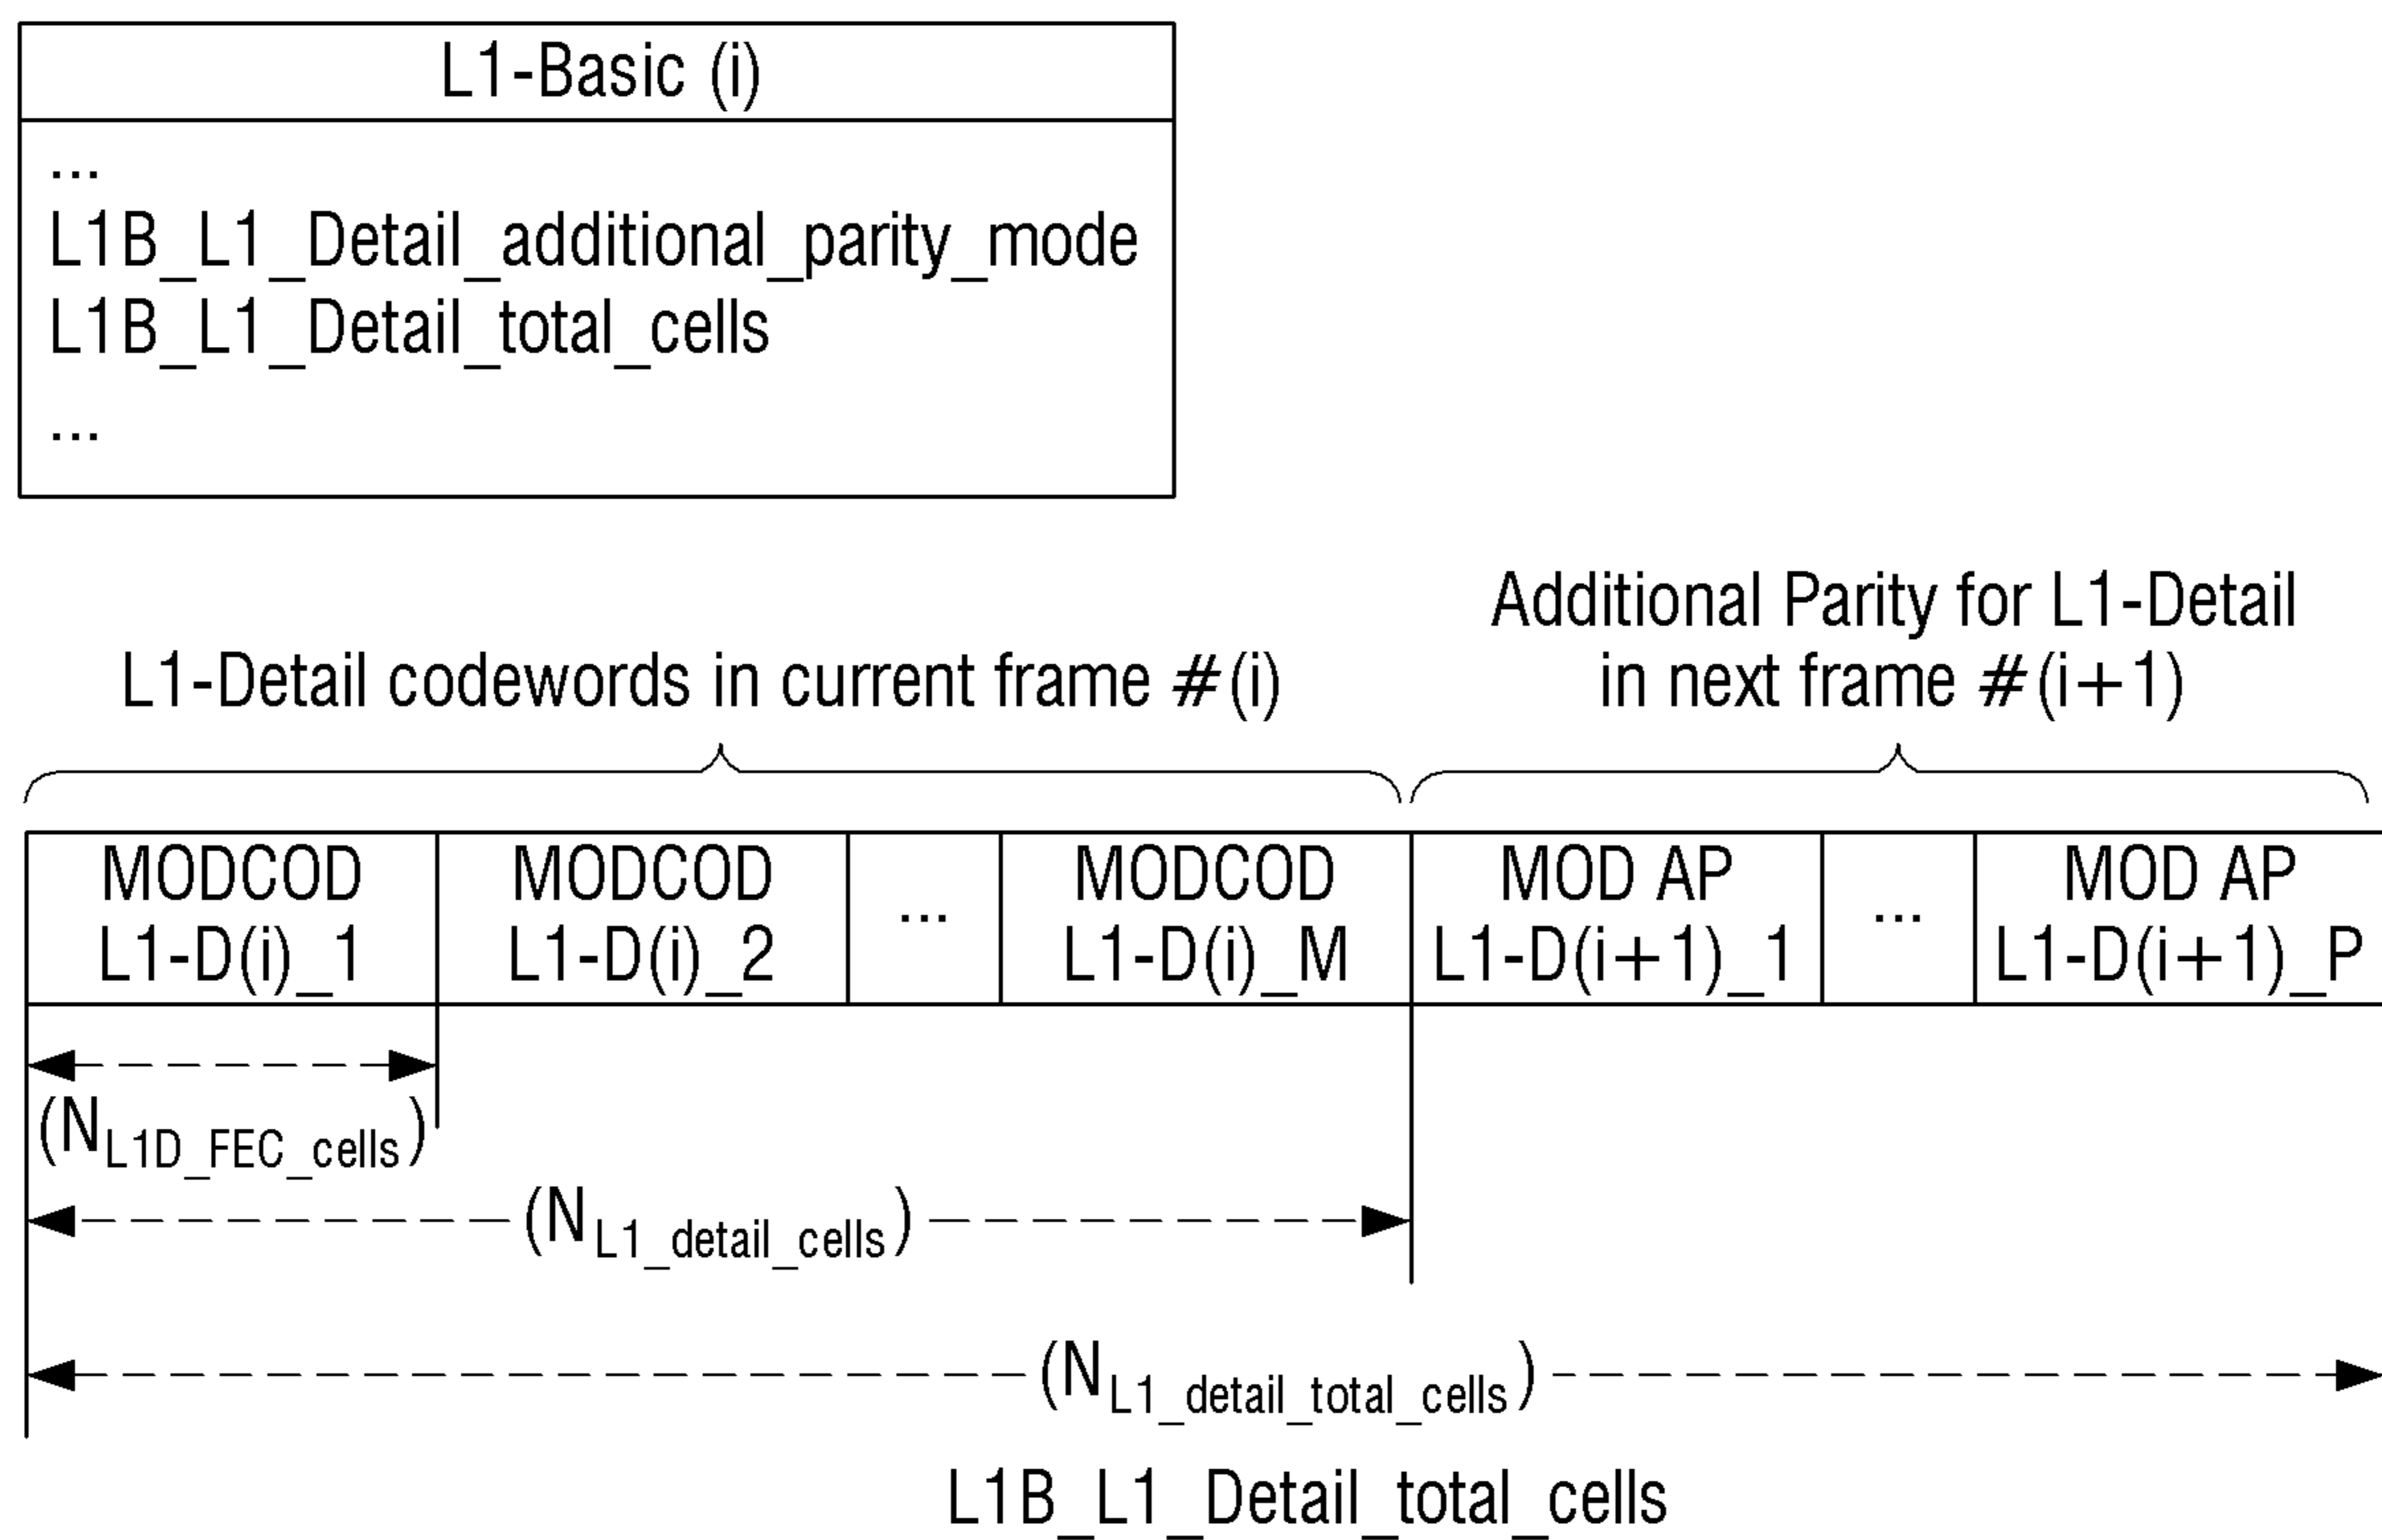 L1-Basic (i)
...
L1B_L1_Detail_additional_parity_mode
L1B_L1_Detail_total_cells
...
L1-Detail codewords in current frame #(i)
Additional Parity for L1-Detail
in next frame #(i+1)
MODCOD
L1-D(i)_1
MODCOD
L1-D(i)_2
...
MODCOD
L1-D(i)_M
MOD AP
L1-D(i+1)_1
...
MOD AP
L1-D(i+1)_P
(NL1D_FEC_cells)
(NL1_detail_cells)
(NL1_detail_total_cells)
L1B_L1_Detail_total_cells